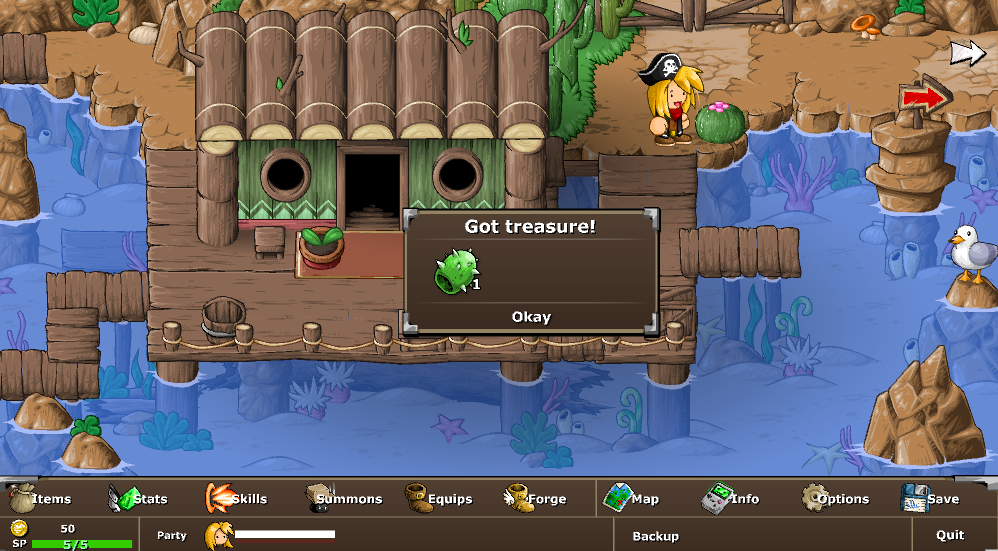 Got treasure!
1
Okay
Items Stats Skills Summons Equips Forge Map Info Options Save
50
SP 5/5
Party
Backup
Quit